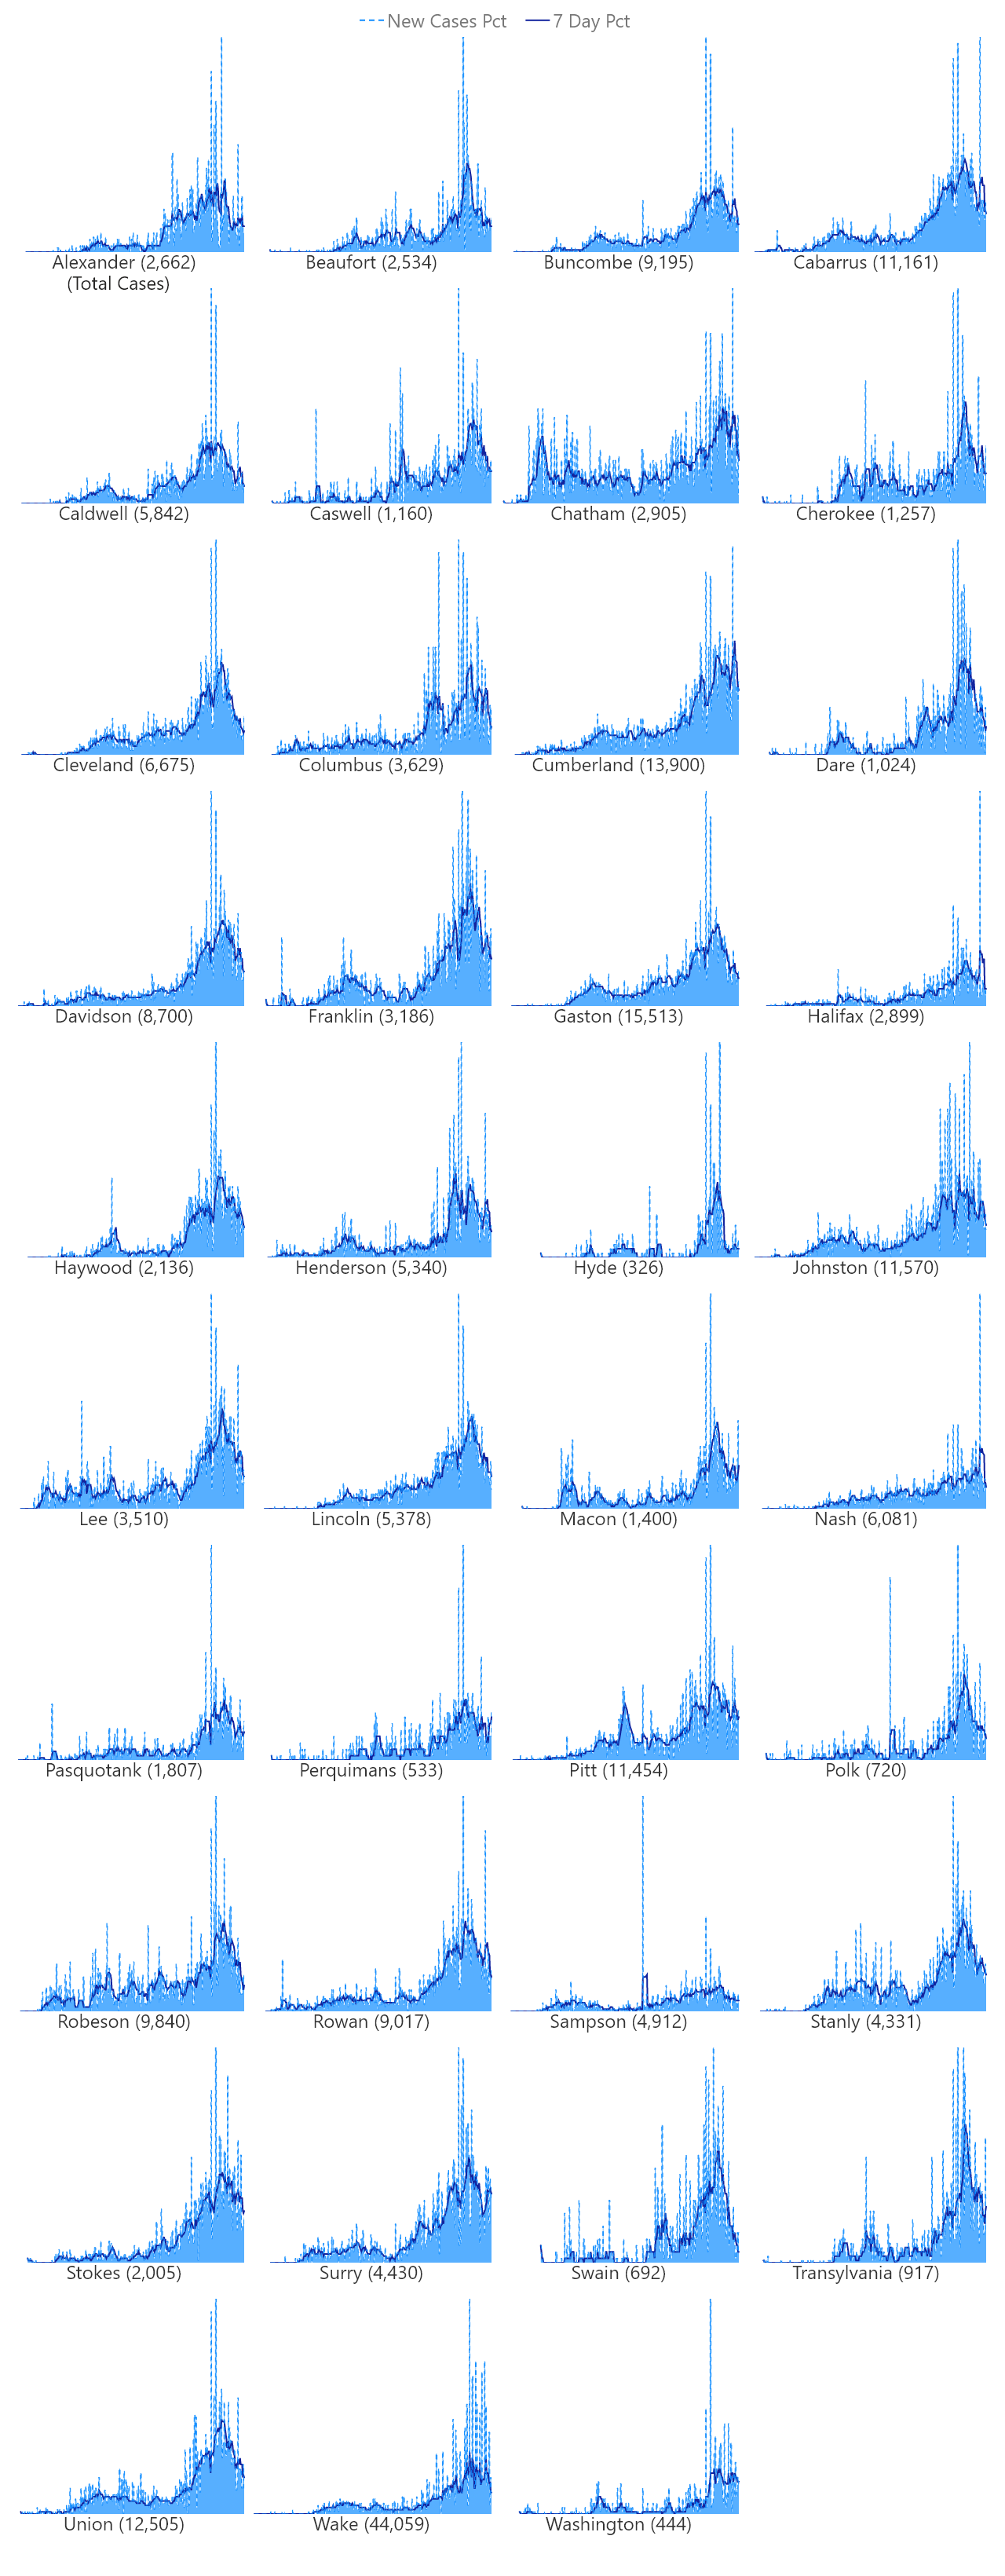 New Cases Pct 7 Day Pct
Alexander (2,662) Beaufort (2,534) Buncombe (9,195) Cabarrus (11,161)
(Total Cases)
Caldwell (5,842) Caswell (1,160) Chatham (2,905) Cherokee (1,257)
Cleveland (6,675) Columbus (3,629) Cumberland (13,900) Dare (1,024)
Davidson (8,700) Franklin (3,186) Gaston (15,513) Halifax (2,899)
Haywood (2,136) Henderson (5,340) Hyde (326) Johnston (11,570)
Lee (3,510) Lincoln (5,378) Macon (1,400) Nash (6,081)
Pasquotank (1,807) Perquimans (533) Pitt (11,454) Polk (720)
Robeson (9,840) Rowan (9,017) Sampson (4,912) Stanly (4,331)
Stokes (2,005) Surry (4,430) Swain (692) Transylvania (917)
Union (12,505) Wake (44,059) Washington (444)